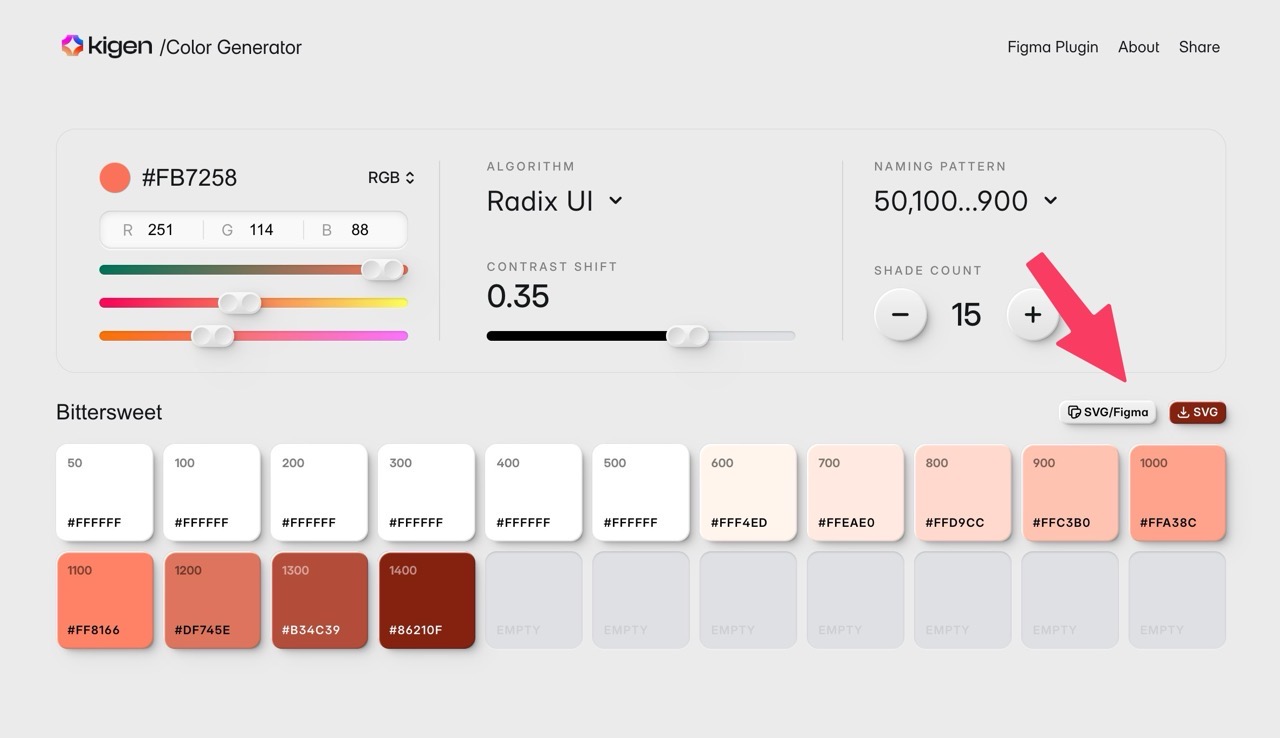 kigen /Color Generator
Figma Plugin About Share
#FB7258 RGB
R 251 G 114 B 88
ALGORITHM
Radix UI
CONTRAST SHIFT
0.35
NAMING PATTERN
50,100...900
SHADE COUNT
15
Bittersweet
SVG/Figma SVG
50 100 200 300 400 500 600 700 800 900 1000
#FFFFFF #FFFFFF #FFFFFF #FFFFFF #FFFFFF #FFFFFF #FFF4ED #FFEAE0 #FFD9CC #FFC3B0 #FFA38C
1100 1200 1300 1400
#FF8166 #DF745E #B34C39 #86210F EMPTY EMPTY EMPTY EMPTY EMPTY EMPTY EMPTY